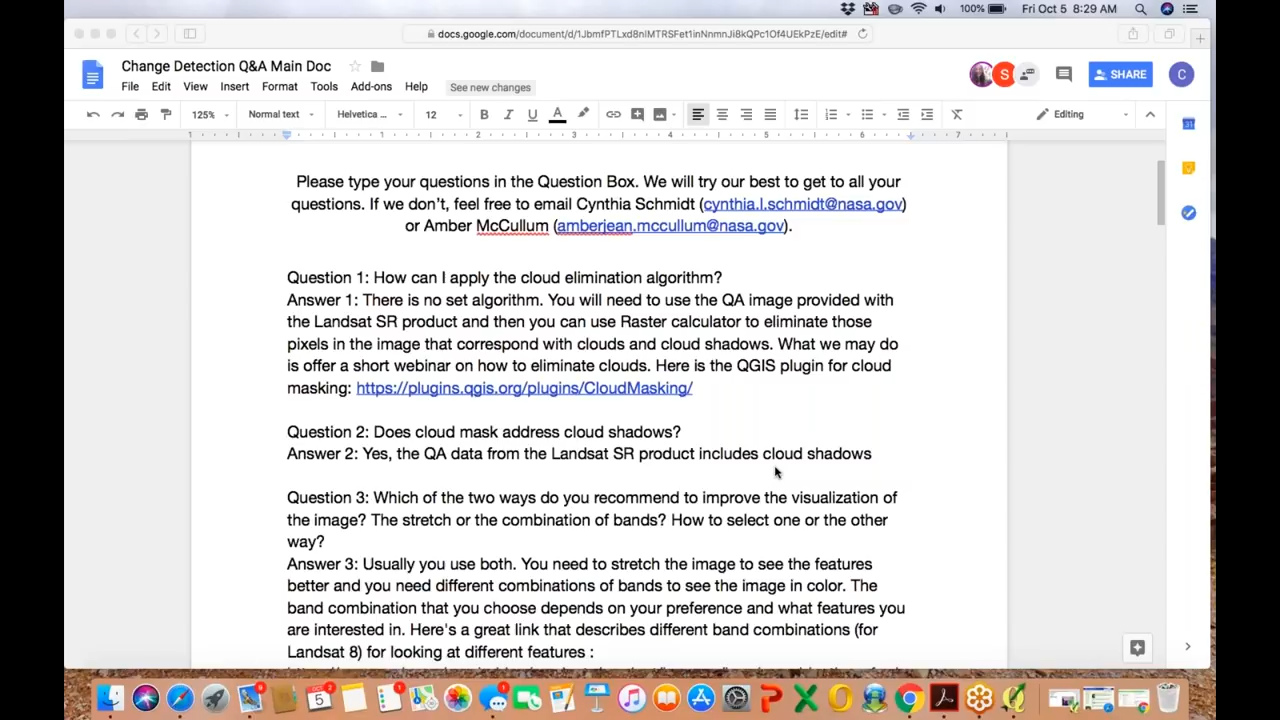 100%
Fri Oct 5 8:29 AM
docs.google.com/document/d/1JbmfPTLxd8nlMTRSFet1inNnmnJi8kQPc1Of4UEkPzE/edit#
Change Detection Q&A Main Doc
File Edit View Insert Format Tools Add-ons Help See new changes
SHARE
S
C
125% Normal text Helvetica ... 12 B I U A Editing
1 1 2 3 4 5 6 7
31
Please type your questions in the Question Box. We will try our best to get to all your
questions. If we don't, feel free to email Cynthia Schmidt (cynthia.l.schmidt@nasa.gov)
or Amber McCullum (amberjean.mccullum@nasa.gov).
Question 1: How can I apply the cloud elimination algorithm?
Answer 1: There is no set algorithm. You will need to use the QA image provided with
the Landsat SR product and then you can use Raster calculator to eliminate those
pixels in the image that correspond with clouds and cloud shadows. What we may do
is offer a short webinar on how to eliminate clouds. Here is the QGIS plugin for cloud
masking: https://plugins.qgis.org/plugins/CloudMasking/
Question 2: Does cloud mask address cloud shadows?
Answer 2: Yes, the QA data from the Landsat SR product includes cloud shadows
Question 3: Which of the two ways do you recommend to improve the visualization of
the image? The stretch or the combination of bands? How to select one or the other
way?
Answer 3: Usually you use both. You need to stretch the image to see the features
better and you need different combinations of bands to see the image in color. The
band combination that you choose depends on your preference and what features you
are interested in. Here's a great link that describes different band combinations (for
Landsat 8) for looking at different features :